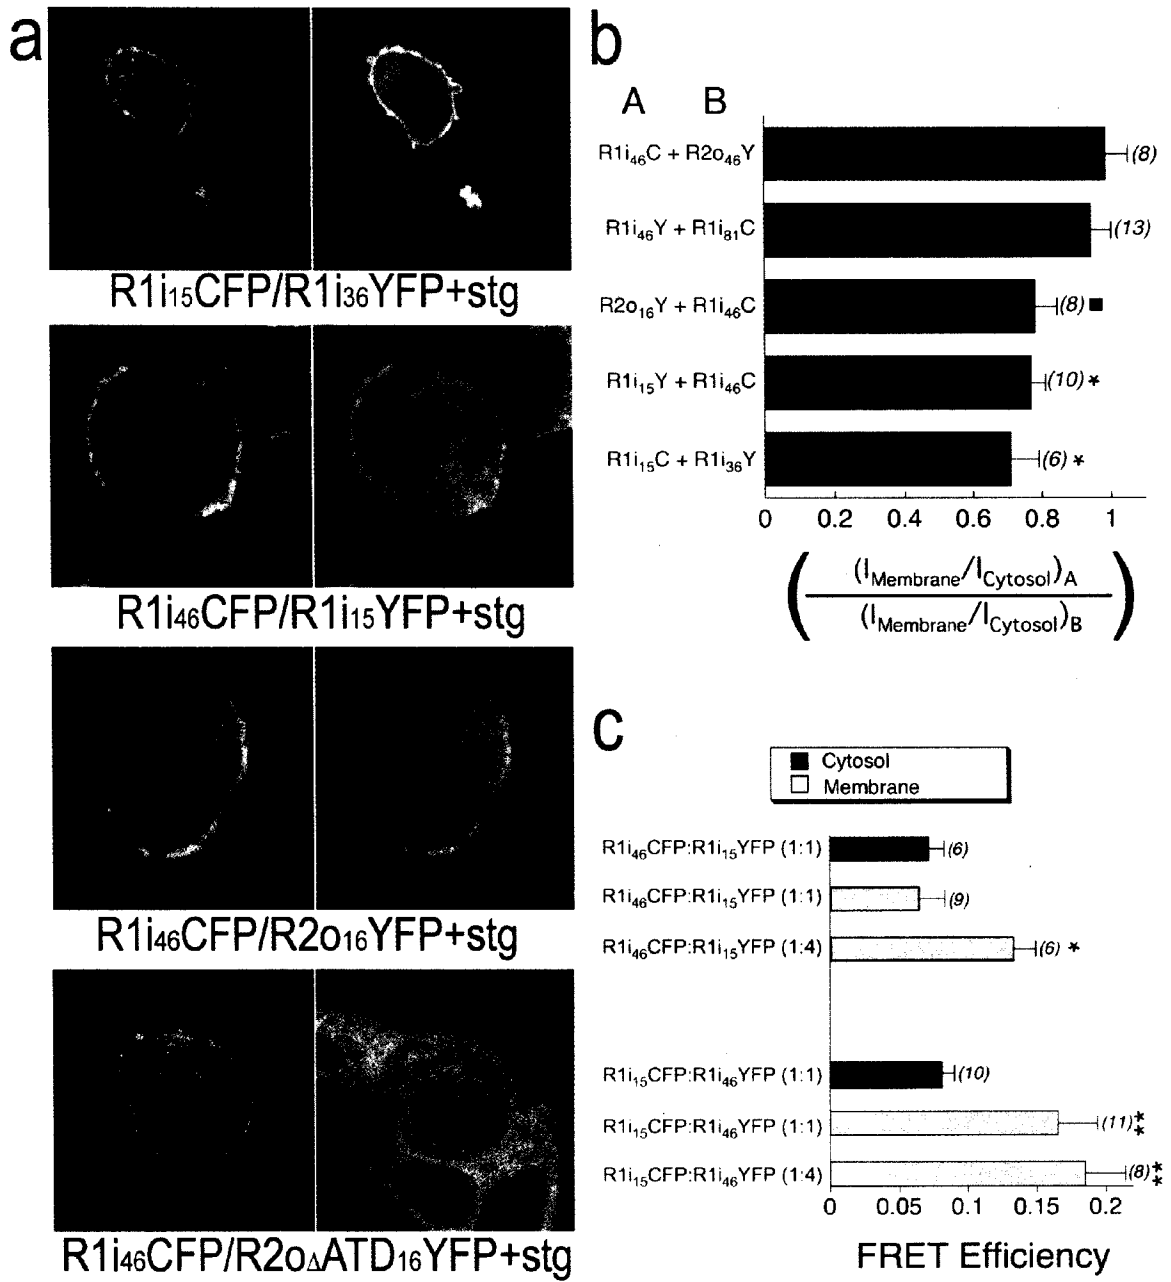 a
R1i15CFP/R1i36YFP+stg
R1i46CFP/R1i15YFP+stg
R1i46CFP/R2o16YFP+stg
R1i46CFP/R2o∆ATD16YFP+stg
b
A B
R1i46C + R2o46Y (8)
R1i46Y + R1i81C (13)
R2o16Y + R1i46C (8) ■
R1i15Y + R1i46C (10) *
R1i15C + R1i36Y (6) *
0 0.2 0.4 0.6 0.8 1
(IMembrane/ICytosol)A
(IMembrane/ICytosol)B
c
Cytosol
Membrane
R1i46CFP:R1i15YFP (1:1) (6)
R1i46CFP:R1i15YFP (1:1) (9)
R1i46CFP:R1i15YFP (1:4) (6) *
R1i15CFP:R1i46YFP (1:1) (10)
R1i15CFP:R1i46YFP (1:1) (11) **
R1i15CFP:R1i46YFP (1:4) (8) **
0 0.05 0.1 0.15 0.2
FRET Efficiency